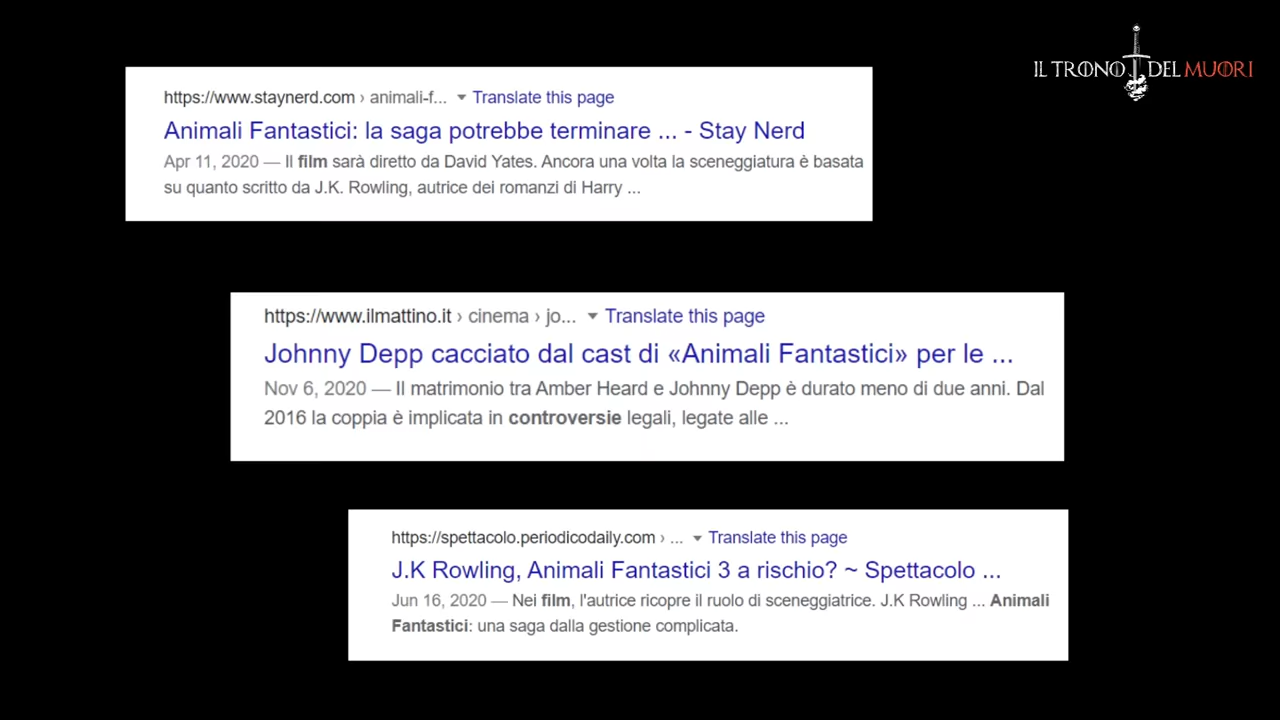 IL TRONO DEL MUORI
https://www.staynerd.com › animali-f... Translate this page
Animali Fantastici: la saga potrebbe terminare ... - Stay Nerd
Apr 11, 2020 — Il film sarà diretto da David Yates. Ancora una volta la sceneggiatura è basata
su quanto scritto da J.K. Rowling, autrice dei romanzi di Harry ...
https://www.ilmattino.it › cinema › jo... Translate this page
Johnny Depp cacciato dal cast di «Animali Fantastici» per le ...
Nov 6, 2020 — Il matrimonio tra Amber Heard e Johnny Depp è durato meno di due anni. Dal
2016 la coppia è implicata in controversie legali, legate alle ...
https://spettacolo.periodicodaily.com › ... Translate this page
J.K Rowling, Animali Fantastici 3 a rischio? ~ Spettacolo ...
Jun 16, 2020 — Nei film, l'autrice ricopre il ruolo di sceneggiatrice. J.K Rowling ... Animali
Fantastici: una saga dalla gestione complicata.